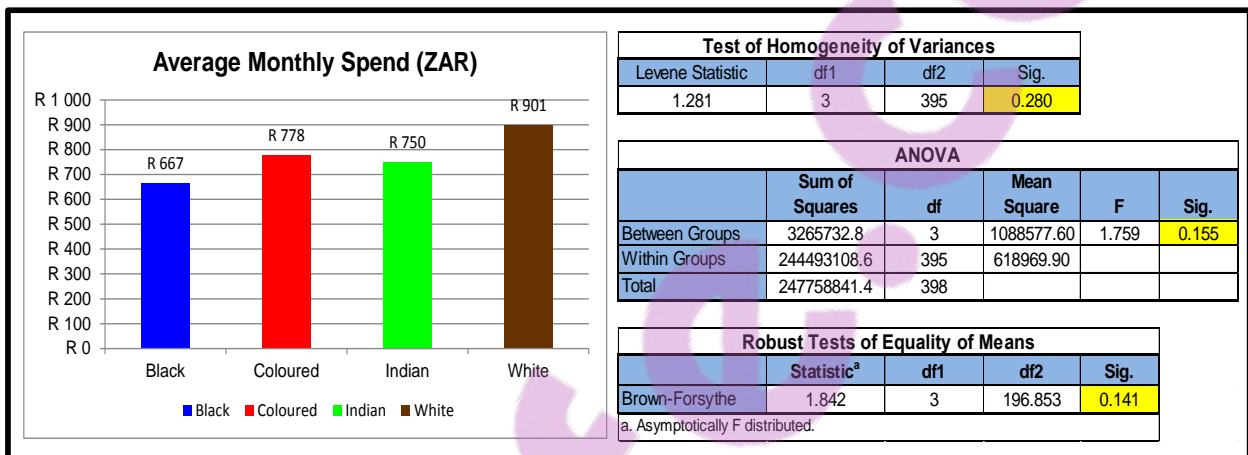 Average Monthly Spend (ZAR)
R 1 000
R 900
R 800
R 700
R 600
R 500
R 400
R 300
R 200
R 100
R 0
R 667
R 778
R 750
R 901
Black Coloured Indian White
Black Coloured Indian White
Test of Homogeneity of Variances
Levene Statistic df1 df2 Sig.
1.281 3 395 0.280
ANOVA
Sum of Mean
Squares df Square F Sig.
Between Groups 3265732.8 3 1088577.60 1.759 0.155
Within Groups 244493108.6 395 618969.90
Total 247758841.4 398
Robust Tests of Equality of Means
Statistica df1 df2 Sig.
Brown-Forsythe 1.842 3 196.853 0.141
a. Asymptotically F distributed.